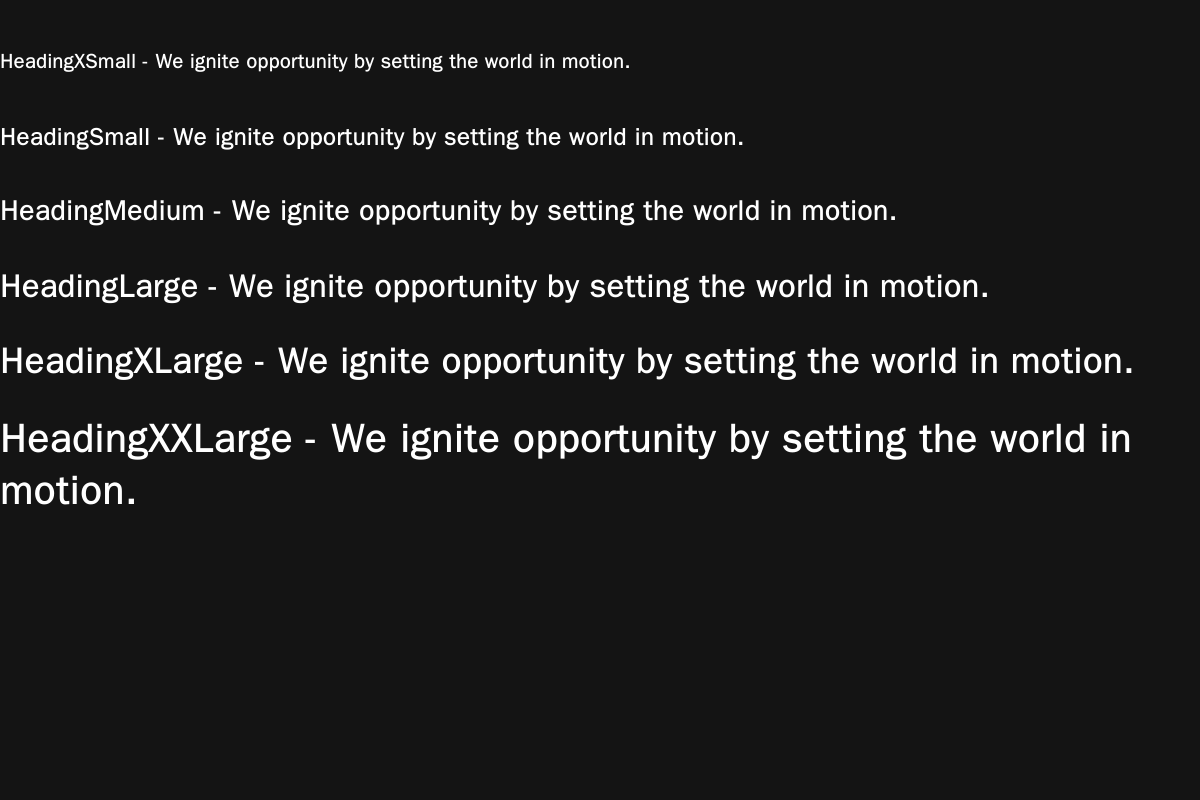 HeadingXSmall - We ignite opportunity by setting the world in motion.
HeadingSmall - We ignite opportunity by setting the world in motion.
HeadingMedium - We ignite opportunity by setting the world in motion.
HeadingLarge - We ignite opportunity by setting the world in motion.
HeadingXLarge - We ignite opportunity by setting the world in motion.
HeadingXXLarge - We ignite opportunity by setting the world in
motion.